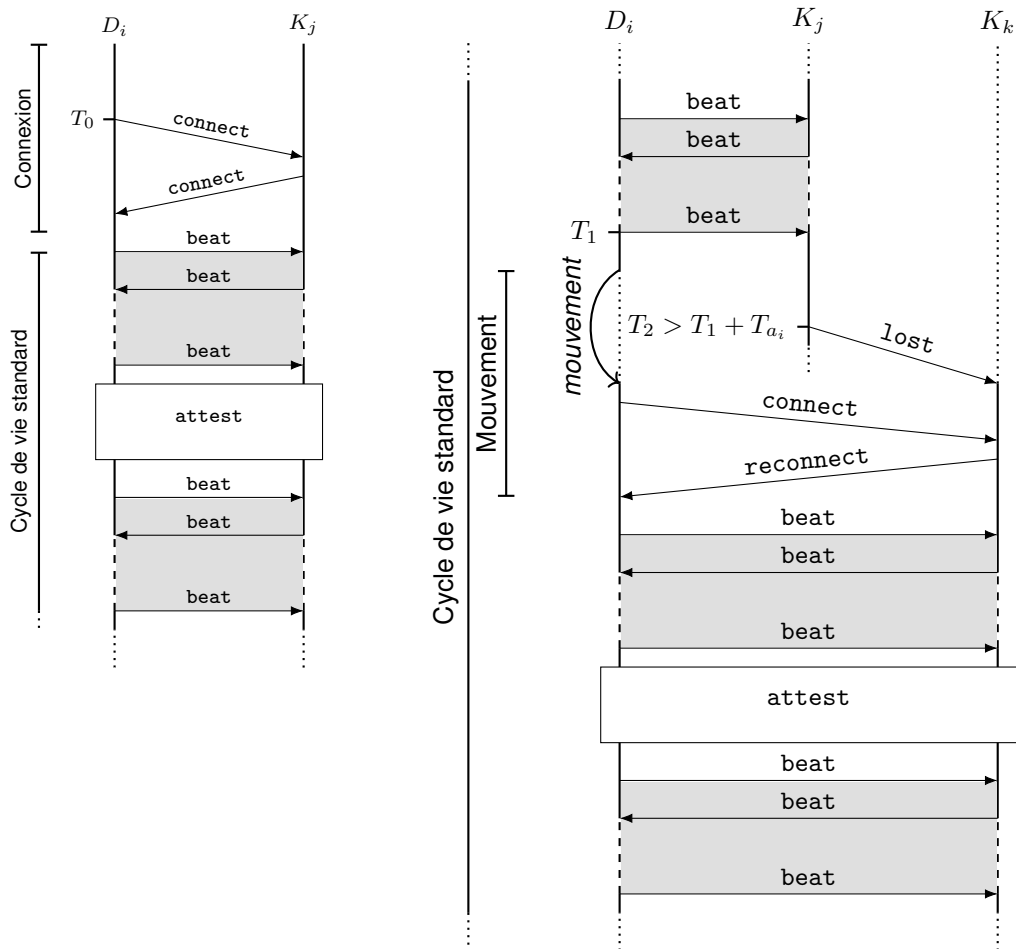 D_i K_j
Connexion
T_0
connect
connect
Cycle de vie standard
beat
beat
beat
attest
beat
beat
beat
D_i K_j K_k
Cycle de vie standard
beat
beat
beat
T_1
Mouvement
mouvement
T_2 > T_1 + T_{a_i}
lost
connect
reconnect
beat
beat
beat
attest
beat
beat
beat